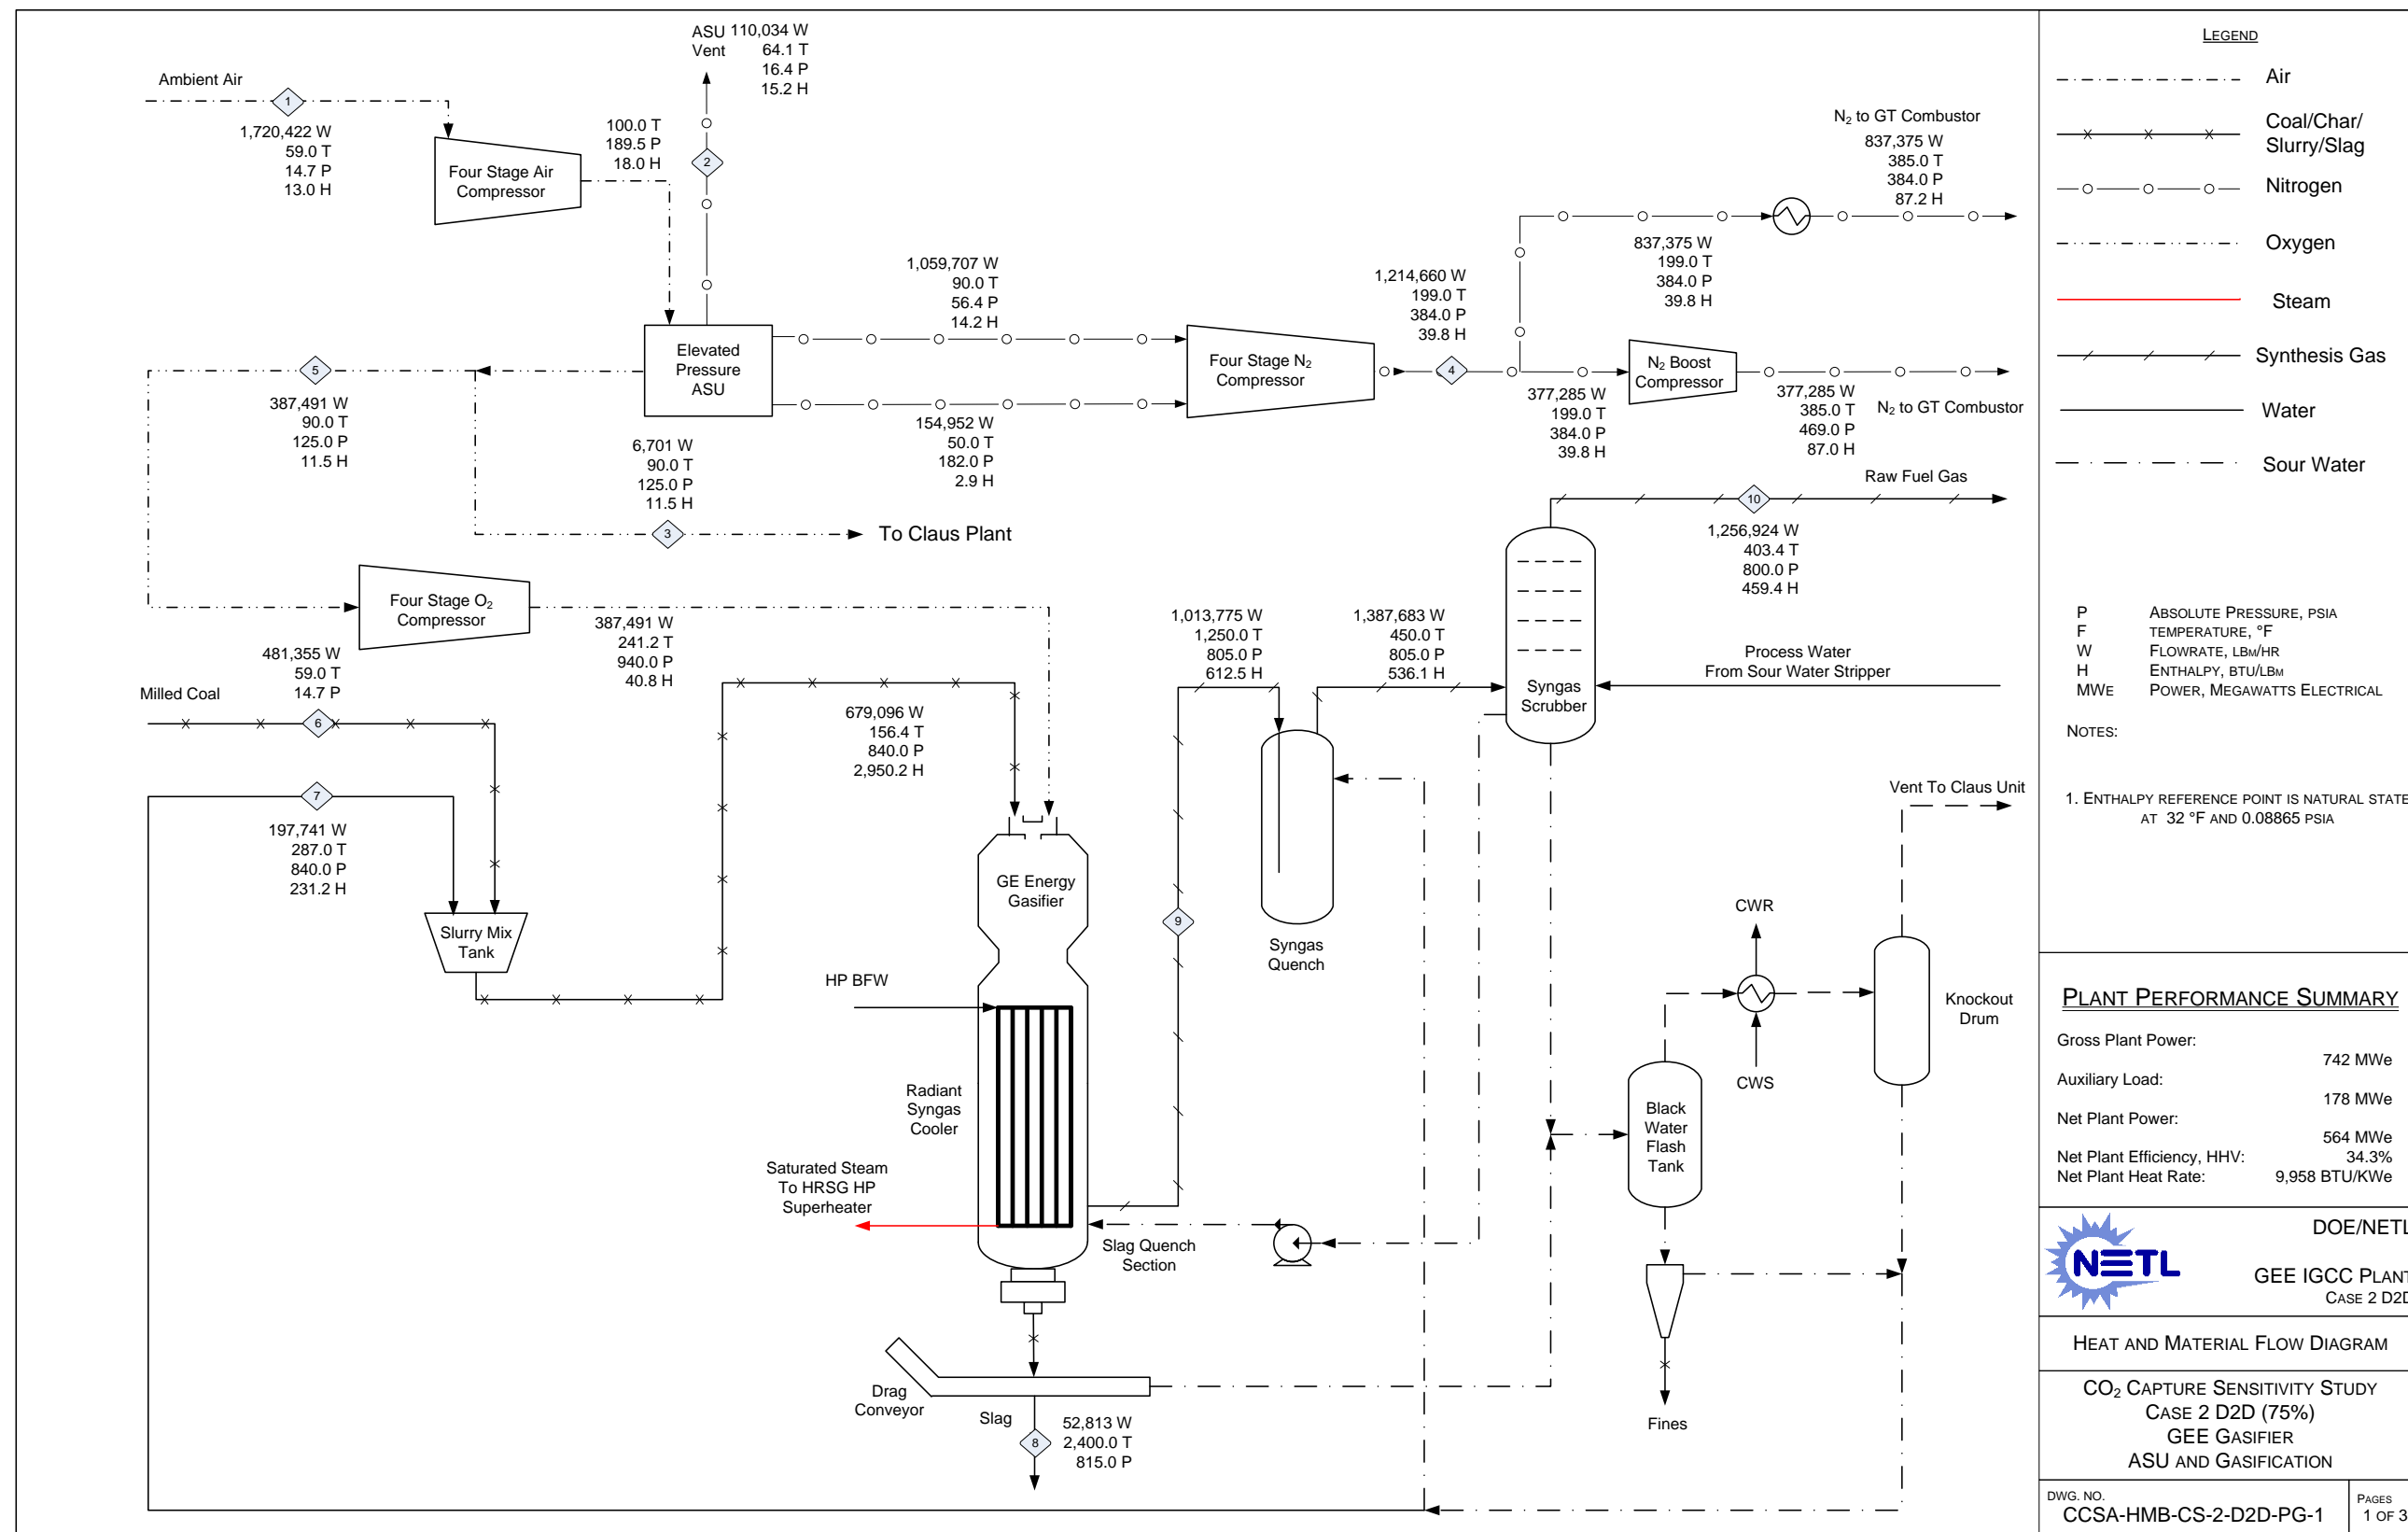 ASU
Vent
110,034 W
64.1 T
16.4 P
15.2 H
Ambient Air
1
1,720,422 W
59.0 T
14.7 P
13.0 H
Four Stage Air
Compressor
100.0 T
189.5 P
18.0 H
2
N2 to GT Combustor
837,375 W
385.0 T
384.0 P
87.2 H
1,059,707 W
90.0 T
56.4 P
14.2 H
837,375 W
199.0 T
384.0 P
39.8 H
1,214,660 W
199.0 T
384.0 P
39.8 H
Elevated
Pressure
ASU
Four Stage N2
Compressor
4
N2 Boost
Compressor
5
387,491 W
90.0 T
125.0 P
11.5 H
154,952 W
50.0 T
182.0 P
2.9 H
377,285 W
199.0 T
384.0 P
39.8 H
377,285 W
385.0 T
469.0 P
87.0 H
N2 to GT Combustor
6,701 W
90.0 T
125.0 P
11.5 H
3
To Claus Plant
Raw Fuel Gas
10
1,256,924 W
403.4 T
800.0 P
459.4 H
Four Stage O2
Compressor
387,491 W
241.2 T
940.0 P
40.8 H
481,355 W
59.0 T
14.7 P
Milled Coal
6
1,013,775 W
1,250.0 T
805.0 P
612.5 H
1,387,683 W
450.0 T
805.0 P
536.1 H
Process Water
From Sour Water Stripper
Syngas
Scrubber
679,096 W
156.4 T
840.0 P
2,950.2 H
7
197,741 W
287.0 T
840.0 P
231.2 H
Slurry Mix
Tank
GE Energy
Gasifier
9
Syngas
Quench
Vent To Claus Unit
CWR
CWS
Knockout
Drum
HP BFW
Radiant
Syngas
Cooler
Saturated Steam
To HRSG HP
Superheater
Slag Quench
Section
Black
Water
Flash
Tank
Fines
Drag
Conveyor
Slag
8
52,813 W
2,400.0 T
815.0 P
LEGEND
Air
Coal/Char/
Slurry/Slag
Nitrogen
Oxygen
Steam
Synthesis Gas
Water
Sour Water
P ABSOLUTE PRESSURE, PSIA
F TEMPERATURE, °F
W FLOWRATE, LBM/HR
H ENTHALPY, BTU/LBM
MWE POWER, MEGAWATTS ELECTRICAL
NOTES:
1. ENTHALPY REFERENCE POINT IS NATURAL STATE
AT 32 °F AND 0.08865 PSIA
PLANT PERFORMANCE SUMMARY
Gross Plant Power:
742 MWe
Auxiliary Load:
178 MWe
Net Plant Power:
564 MWe
Net Plant Efficiency, HHV: 34.3%
Net Plant Heat Rate: 9,958 BTU/KWe
NETL
DOE/NETL
GEE IGCC PLANT
CASE 2 D2D
HEAT AND MATERIAL FLOW DIAGRAM
CO2 CAPTURE SENSITIVITY STUDY
CASE 2 D2D (75%)
GEE GASIFIER
ASU AND GASIFICATION
DWG. NO.
CCSA-HMB-CS-2-D2D-PG-1
PAGES
1 OF 3